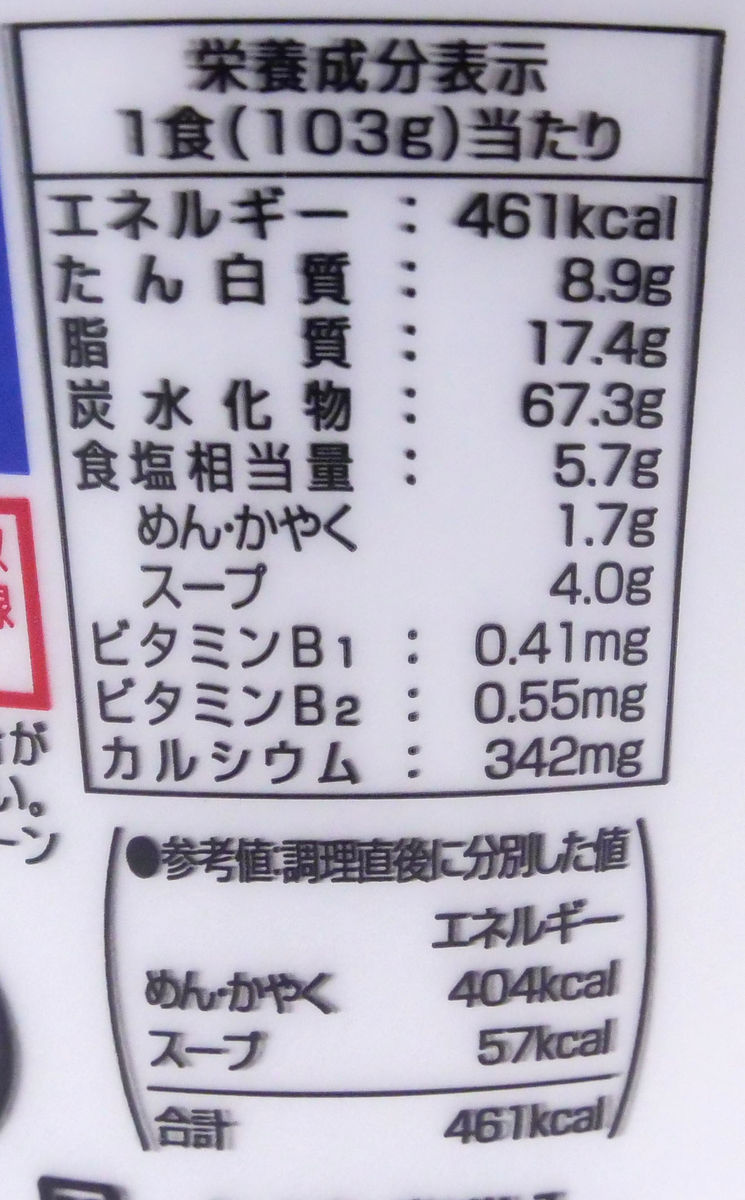 栄養成分表示
1食(103g)当たり
エネルギー : 461kcal
たん白質 : 8.9g
脂質 : 17.4g
炭水化物 : 67.3g
食塩相当量 : 5.7g
めん・かやく 1.7g
スープ 4.0g
ビタミンB1 : 0.41mg
ビタミンB2 : 0.55mg
カルシウム : 342mg
●参考値:調理直後に分別した値
エネルギー
めん・かやく 404kcal
スープ 57kcal
合計 461kcal
が
い。
ーン